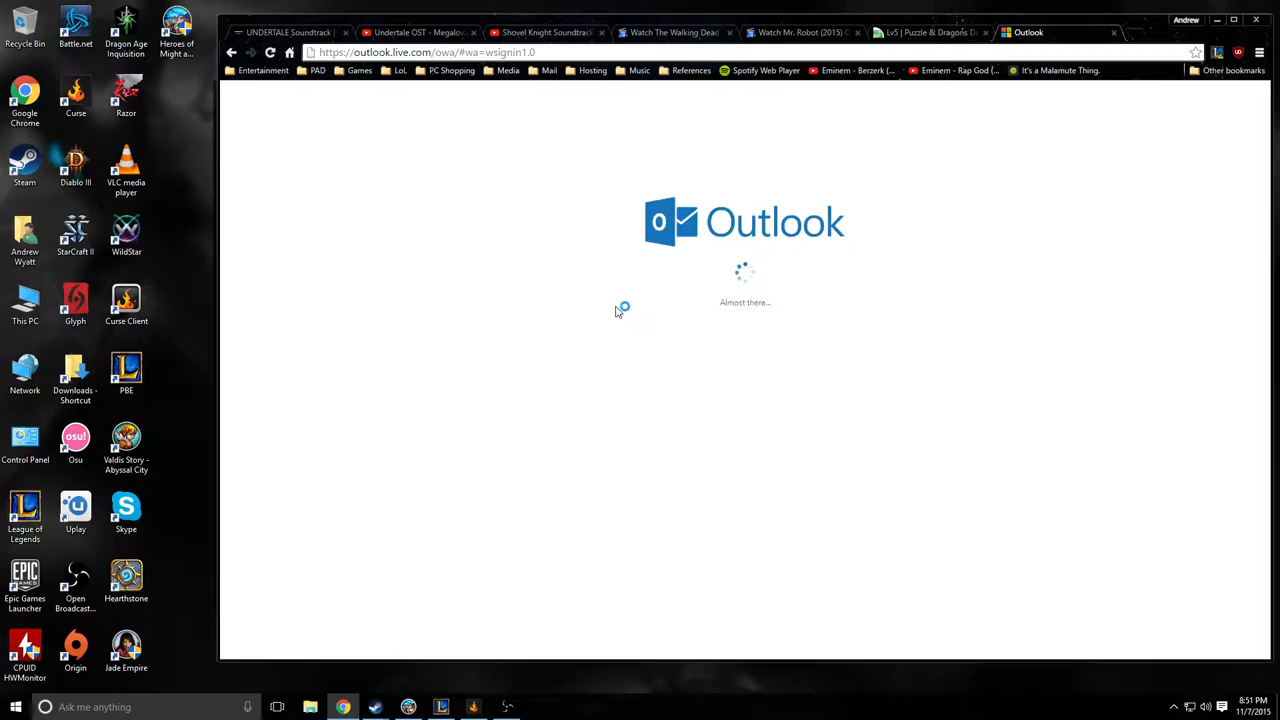 Recycle Bin
Battle.net
Dragon Age
Inquisition
Heroes of
Might a...
Google
Chrome
Curse
Razor
Steam
Diablo III
VLC media
player
Andrew
Wyatt
StarCraft II
WildStar
This PC
Glyph
Curse Client
Network
Downloads -
Shortcut
PBE
Control Panel
osu!
Osu
Valdis Story -
Abyssal City
League of
Legends
Uplay
Skype
EPIC
GAMES
Epic Games
Launcher
Open
Broadcast...
Hearthstone
CPUID
HWMonitor
Origin
Jade Empire
Andrew
UNDERTALE Soundtrack |
Undertale OST - Megalov
Shovel Knight Soundtrac
Watch The Walking Dead
Watch Mr. Robot (2015) O
Lv5 | Puzzle & Dragons Da
Outlook
https://outlook.live.com/owa/#wa=wsignin1.0
Entertainment
PAD
Games
LoL
PC Shopping
Media
Mail
Hosting
Music
References
Spotify Web Player
Eminem - Berzerk (...
Eminem - Rap God (...
It's a Malamute Thing.
Other bookmarks
Outlook
Almost there...
Ask me anything
8:51 PM
11/7/2015